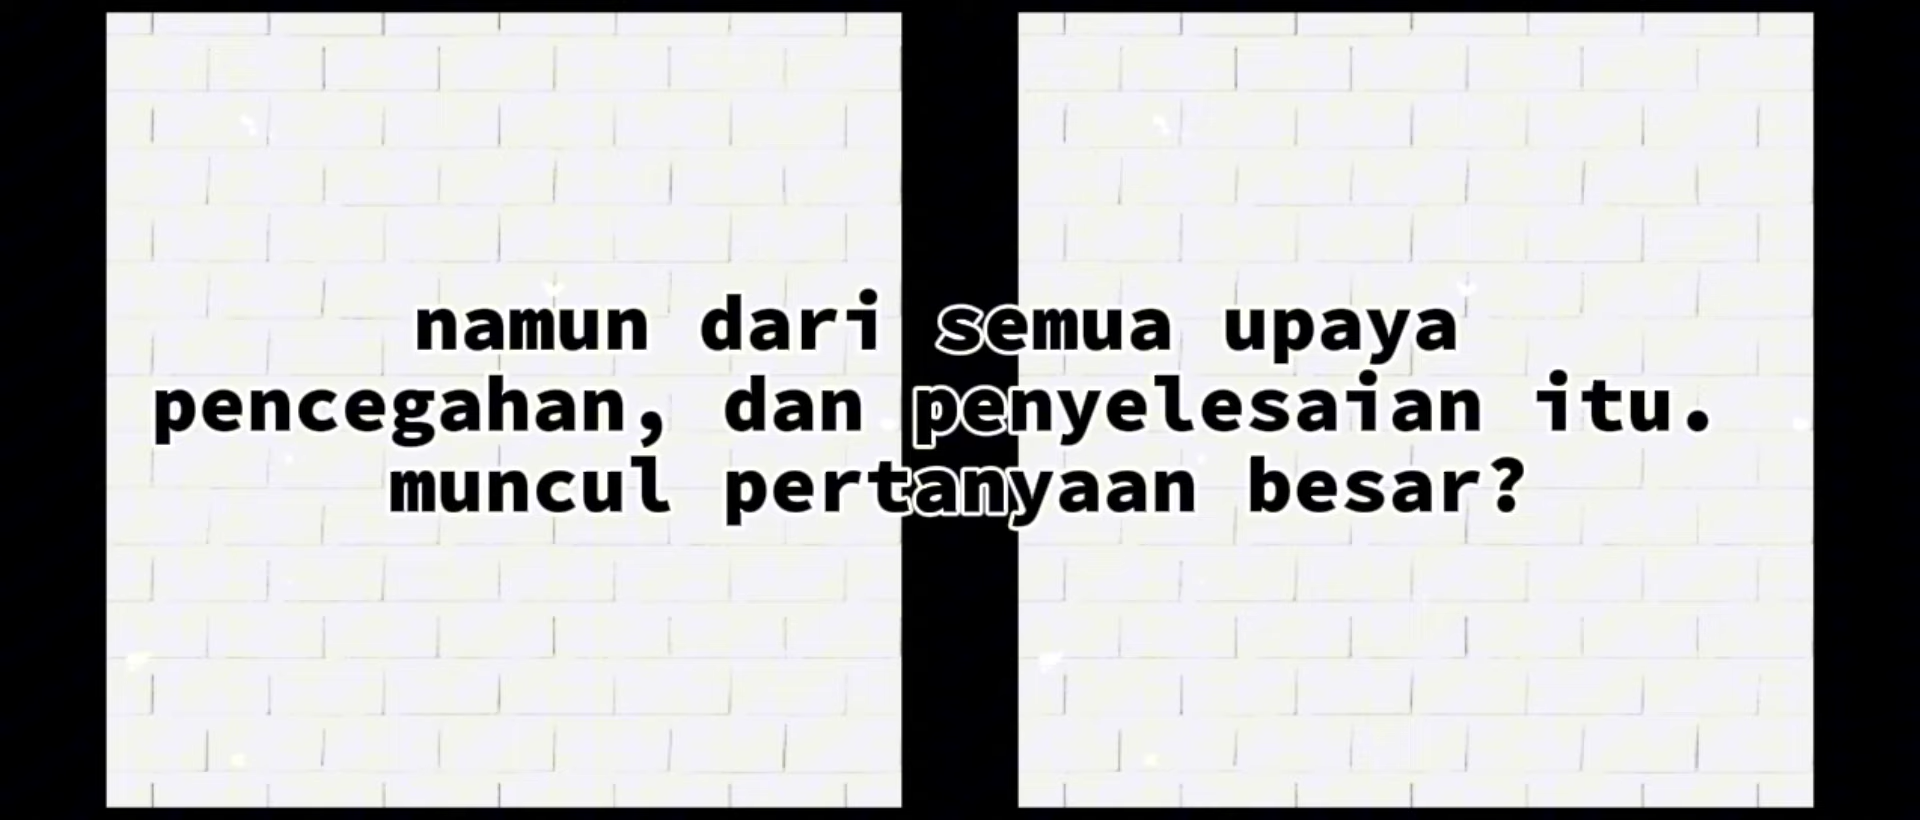 namun dari semua upaya
pencegahan, dan penyelesaian itu.
muncul pertanyaan besar?